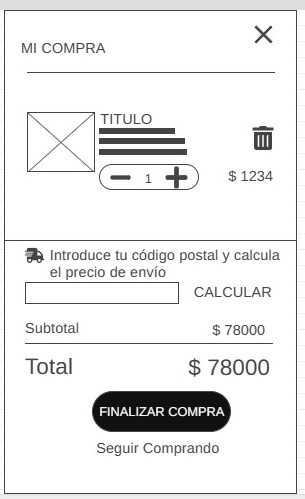 MI COMPRA
TITULO
1
$ 1234
Introduce tu código postal y calcula
el precio de envío
CALCULAR
Subtotal $ 78000
Total $ 78000
FINALIZAR COMPRA
Seguir Comprando